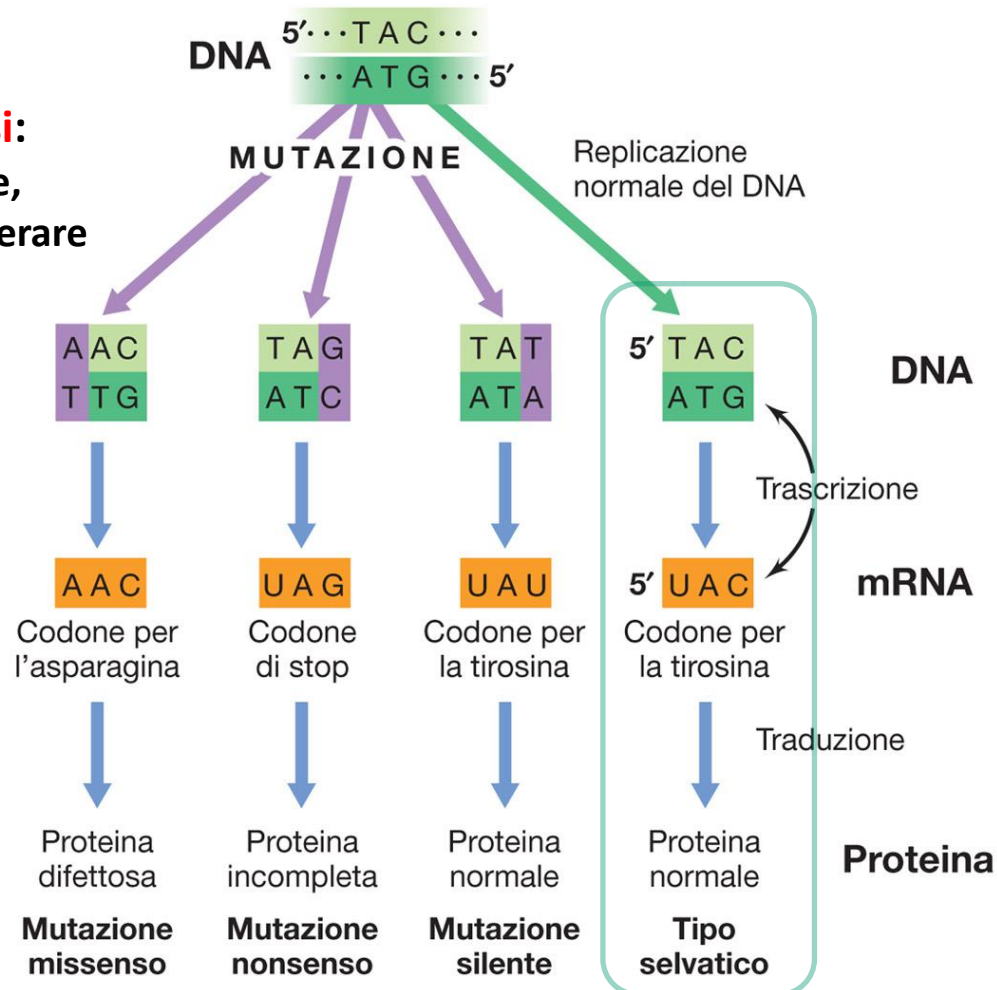 5′···TAC···
DNA
···ATG···5′
i:
e,
erare
MUTAZIONE
Replicazione
normale del DNA
AAC
TTG
TAG
ATC
TAT
ATA
5′ TAC
ATG
DNA
Trascrizione
AAC
UAG
UAU
5′ UAC
mRNA
Codone per
l'asparagina
Codone
di stop
Codone per
la tirosina
Codone per
la tirosina
Traduzione
Proteina
difettosa
Proteina
incompleta
Proteina
normale
Proteina
normale
Proteina
Mutazione
missenso
Mutazione
nonsenso
Mutazione
silente
Tipo
selvatico